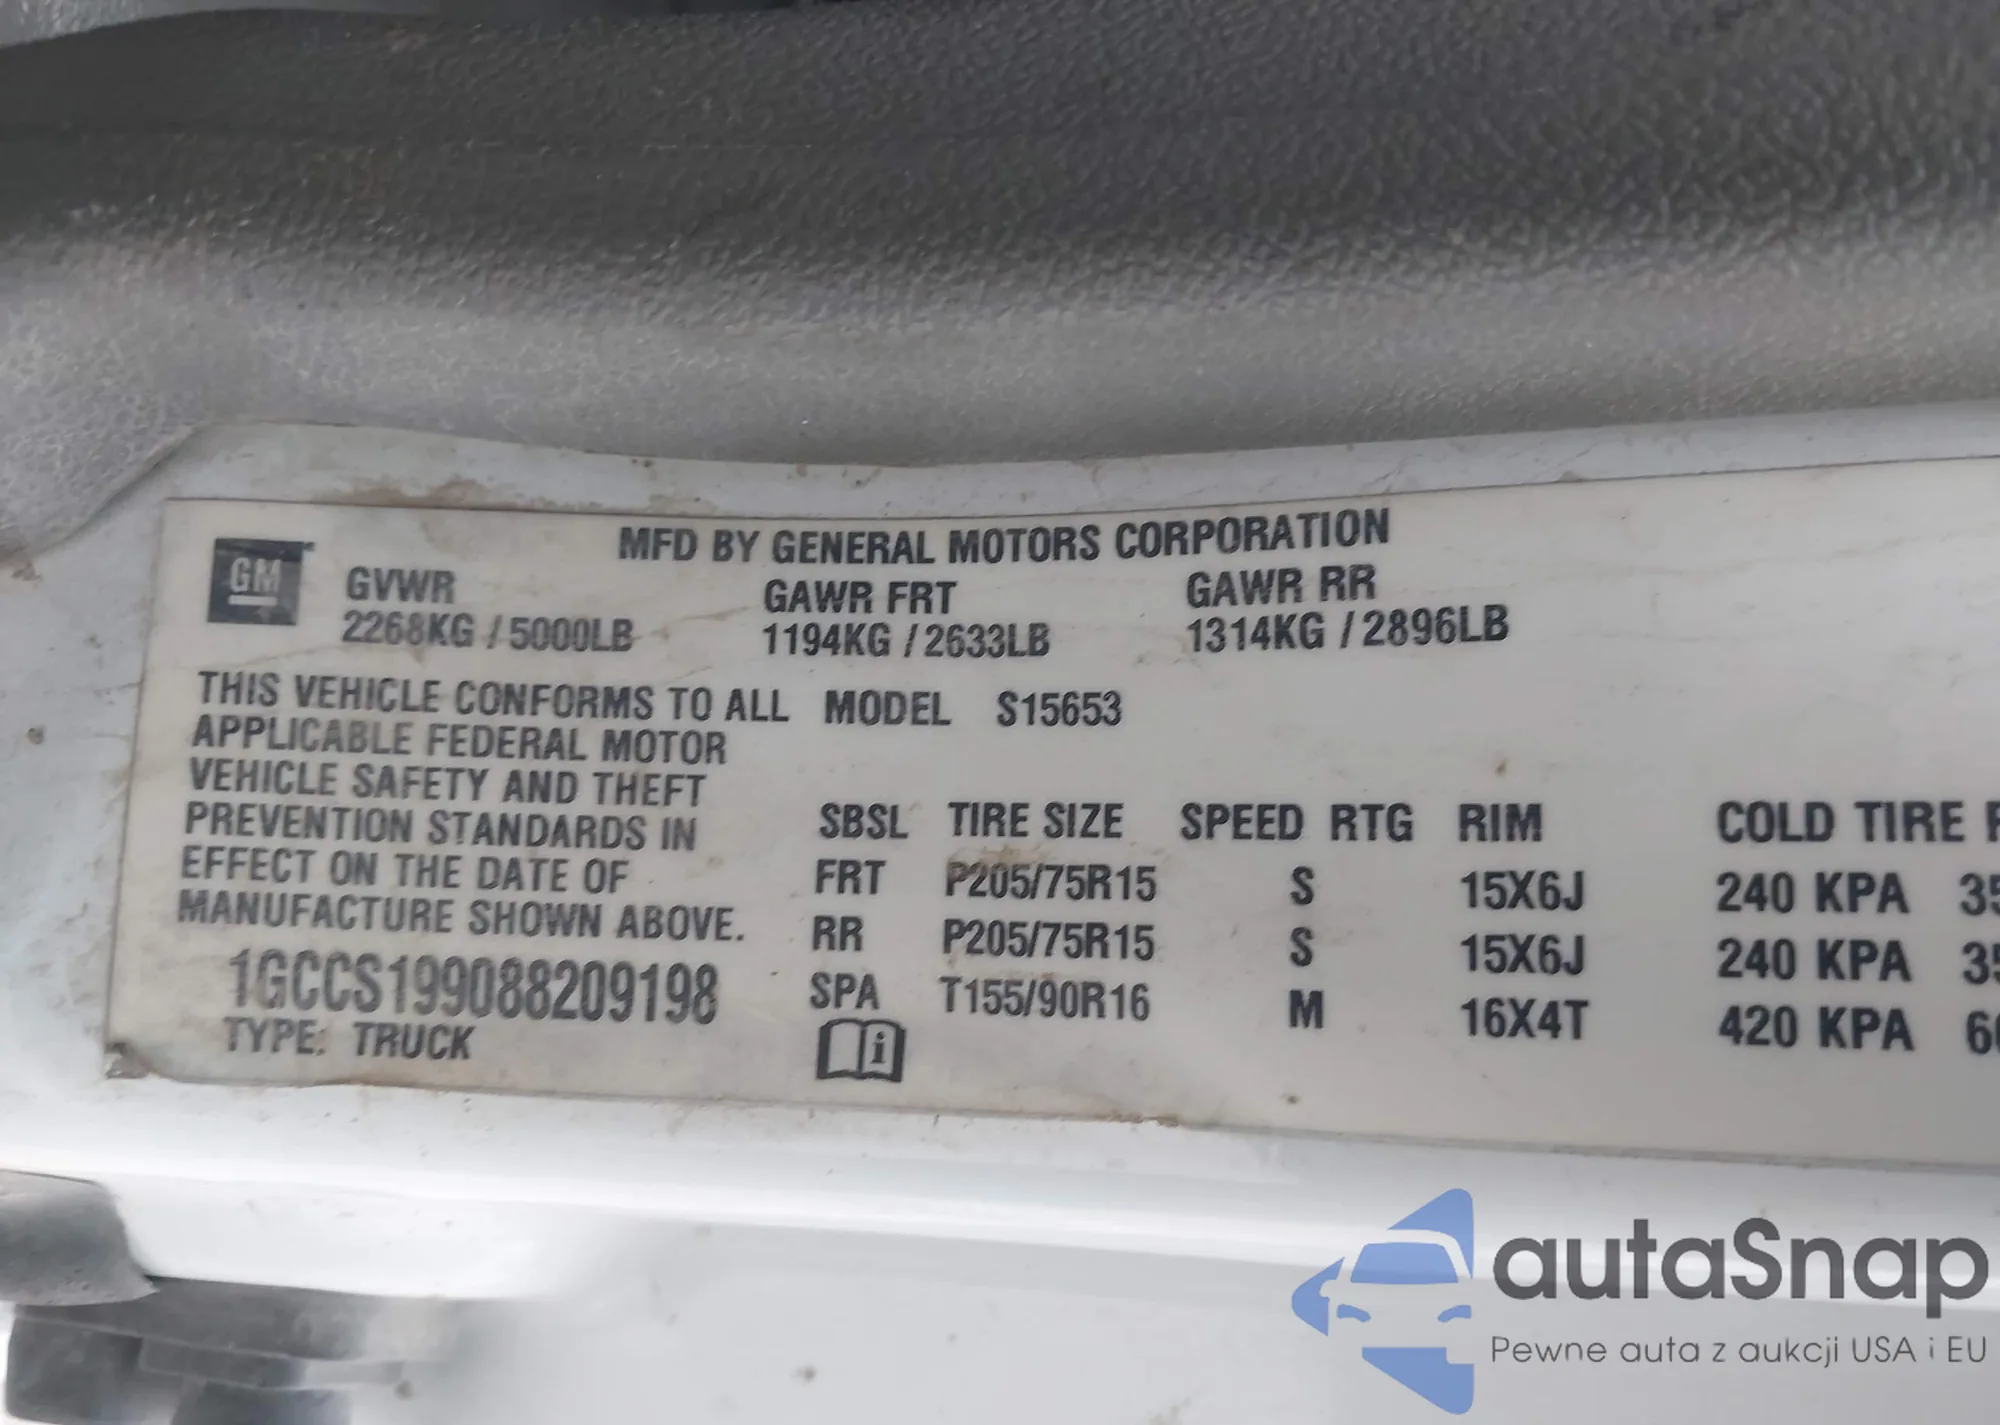 MFD BY GENERAL MOTORS CORPORATION
GM GVWR GAWR FRT GAWR RR
2268KG / 5000LB 1194KG / 2633LB 1314KG / 2896LB
THIS VEHICLE CONFORMS TO ALL MODEL S15653
APPLICABLE FEDERAL MOTOR
VEHICLE SAFETY AND THEFT
PREVENTION STANDARDS IN
EFFECT ON THE DATE OF
MANUFACTURE SHOWN ABOVE.
1GCCS199088209198
TYPE: TRUCK
SBSL TIRE SIZE SPEED RTG RIM COLD TIRE
FRT P205/75R15 S 15X6J 240 KPA 35
RR P205/75R15 S 15X6J 240 KPA 35
SPA T155/90R16 M 16X4T 420 KPA 60
i
autaSnap
Pewne auta z aukcji USA i EU